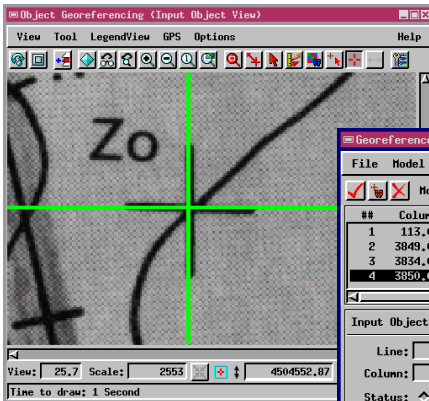 Object Georeferencing (Input Object View)
View Tool LegendView GPS Options Help
Zo
Georeference
File Model
Mo
## Colum
1 113.
2 3849.
3 3834.
4 3850.
Input Object
Line:
Column:
Status:
View: 25.7 Scale: 2553 4504552.87
Time to draw: 1 Second